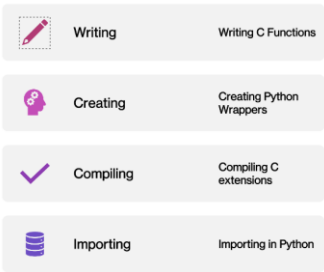 Writing
Writing C Functions
Creating
Creating Python
Wrappers
Compiling
Compiling C
extensions
Importing
Importing in Python